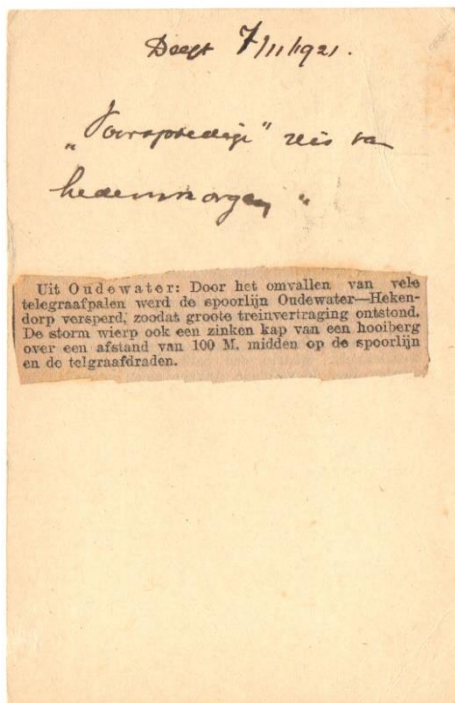 Delft 7/11/1921.
„Voorspoedige" reis van
hedenmorgen "
Uit Oudewater: Door het omvallen van vele
telegraafpalen werd de spoorlijn Oudewater—Heken-
dorp versperd, zoodat groote treinvertraging ontstond.
De storm wierp ook een zinken kap van een hooiberg
over een afstand van 100 M. midden op de spoorlijn
en de telgraafdraden.